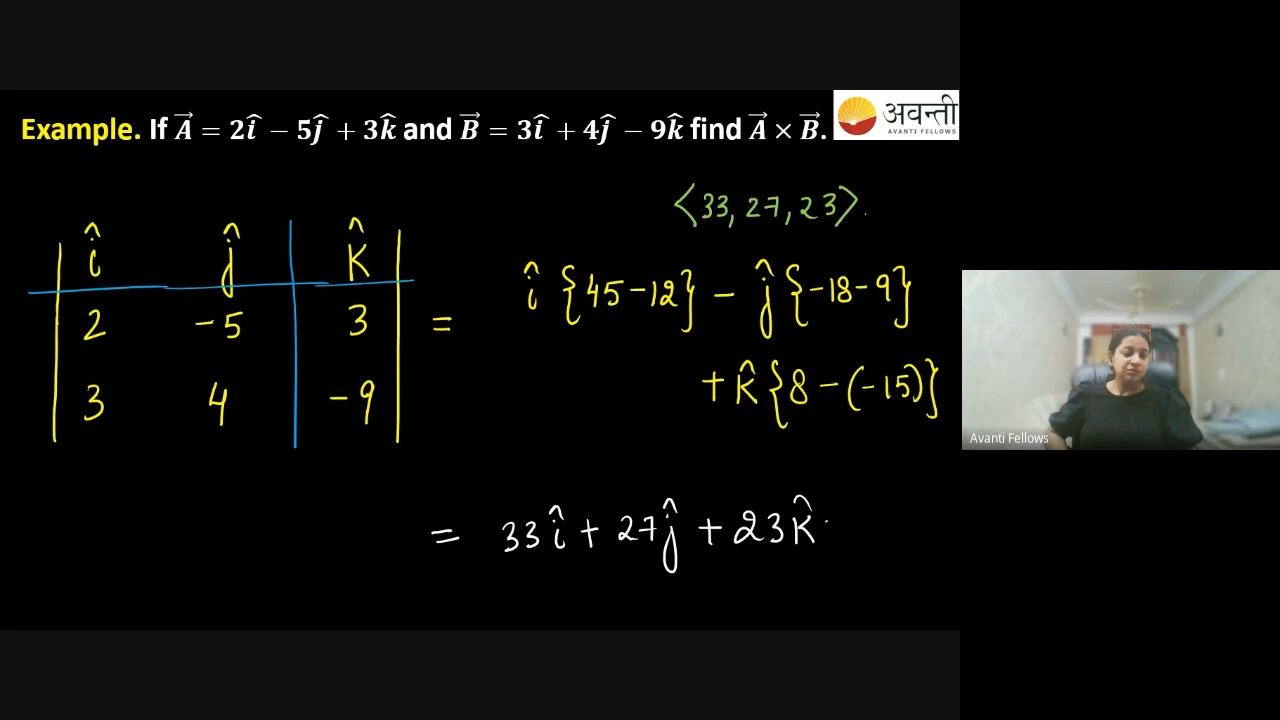 Example. If A⃗ = 2î − 5ĵ + 3k̂ and B⃗ = 3î + 4ĵ − 9k̂ find A⃗ × B⃗.
अवन्ती
AVANTI FELLOWS
<33, 27, 23>.
î ĵ k̂
2 -5 3
3 4 -9
= î {45-12} - ĵ {-18-9}
+ k̂ {8-(-15)}
= 33î + 27ĵ + 23k̂.
Avanti Fellows